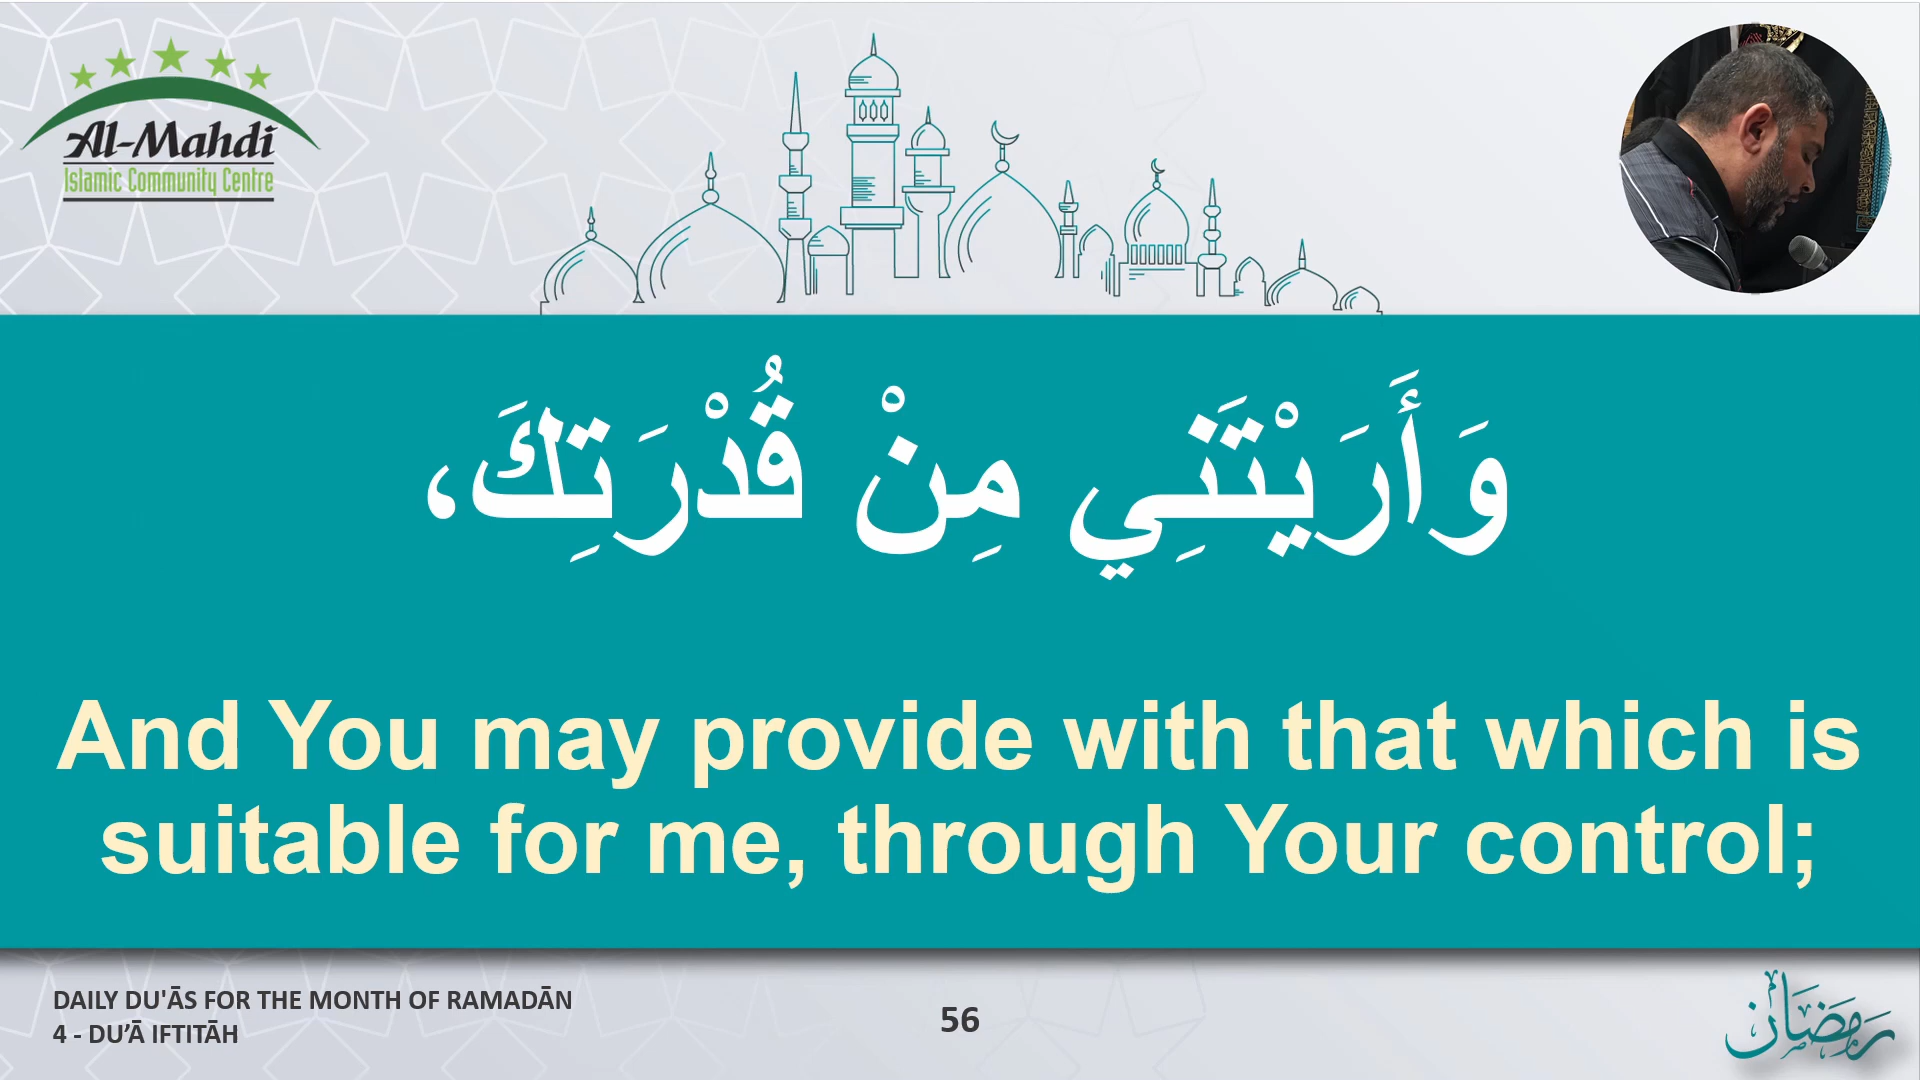 Al-Mahdi
Islamic Community Centre
وَأَرَيْتَنِي مِنْ قُدْرَتِكَ،
And You may provide with that which is
suitable for me, through Your control;
DAILY DU'ĀS FOR THE MONTH OF RAMADĀN
4 - DU’Ā IFTITĀH
56
رَمَضَان